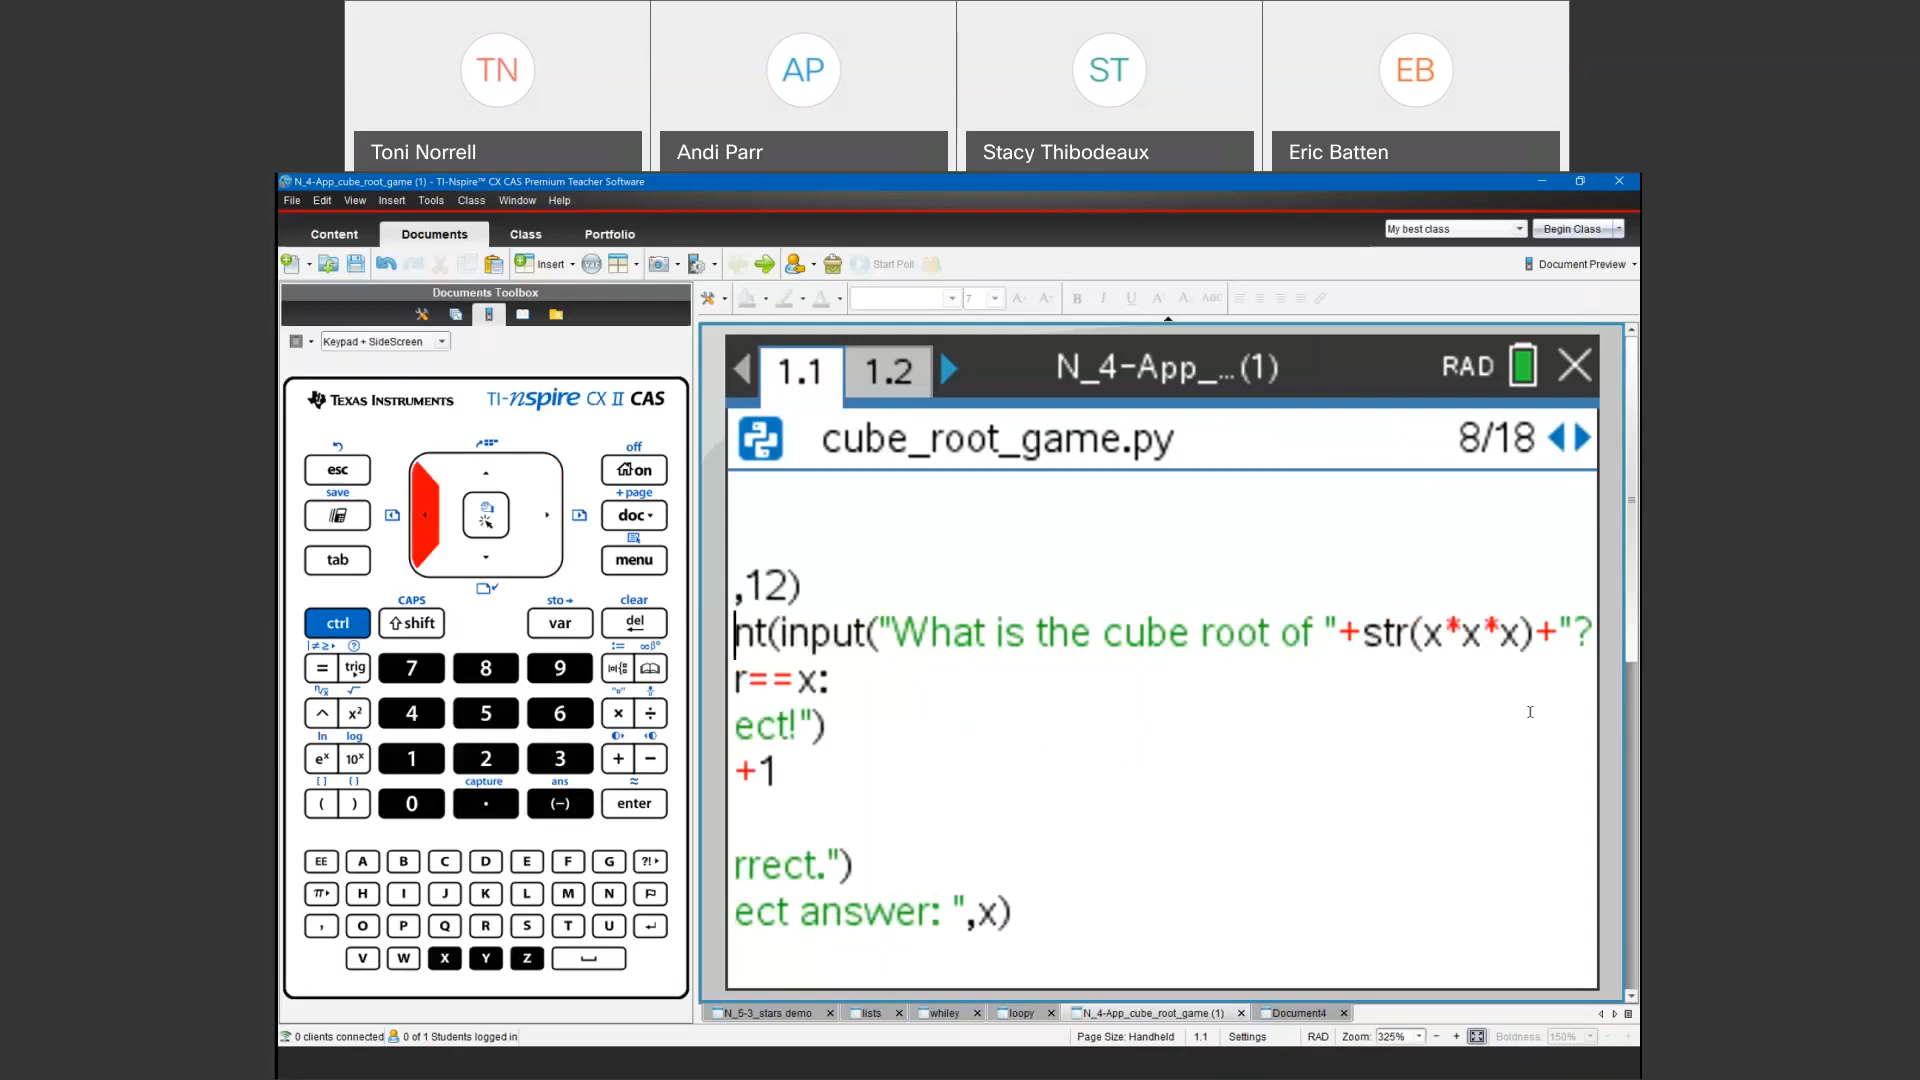 TN AP ST EB
Toni Norrell Andi Parr Stacy Thibodeaux Eric Batten
N_4-App_cube_root_game (1) - TI-Nspire™ CX CAS Premium Teacher Software
File Edit View Insert Tools Class Window Help
Content Documents Class Portfolio My best class Begin Class
Insert Start Poll Document Preview
Documents Toolbox
7 B I U ABC
Keypad + SideScreen
1.1 1.2 N_4-App_...(1) RAD
cube_root_game.py 8/18
,12)
nt(input("What is the cube root of "+str(x*x*x)+"?
r==x:
ect!")
+1
rrect.")
ect answer: ",x)
TEXAS INSTRUMENTS TI-nspire CX II CAS
off
esc on
save +page
doc
tab menu
CAPS sto→ clear
ctrl shift var del
= trig 7 8 9
^ x² 4 5 6 × ÷
ln log
eˣ 10ˣ 1 2 3 + −
[ ] { } capture ans ≈
( ) 0 . (−) enter
EE A B C D E F G ?!
π H I J K L M N
, O P Q R S T U
V W X Y Z
N_5-3_stars demo lists whiley loopy N_4-App_cube_root_game (1) Document4
0 clients connected 0 of 1 Students logged in Page Size: Handheld 1.1 Settings RAD Zoom: 325% Boldness: 150%